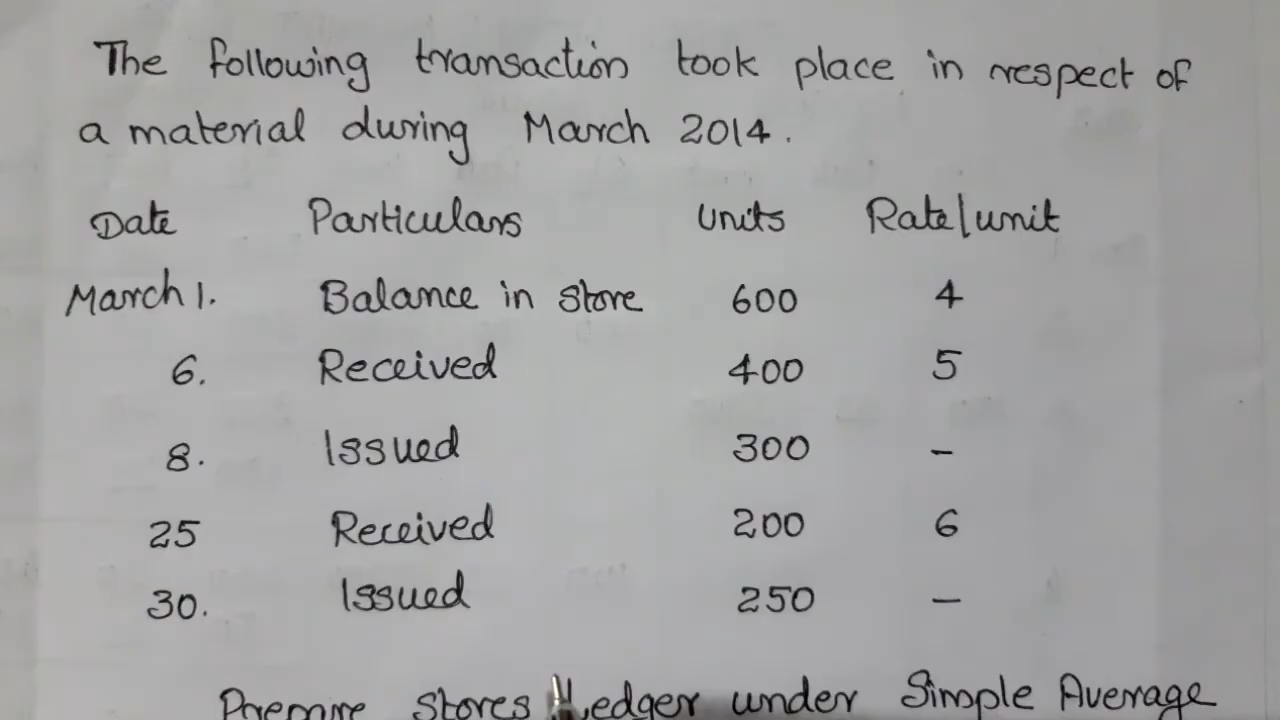 The following transaction took place in respect of
a material during March 2014.
Date Particulars Units Rate/unit
March 1. Balance in store 600 4
6. Received 400 5
8. Issued 300 -
25 Received 200 6
30. Issued 250 -
Prepare stores Ledger under Simple Average